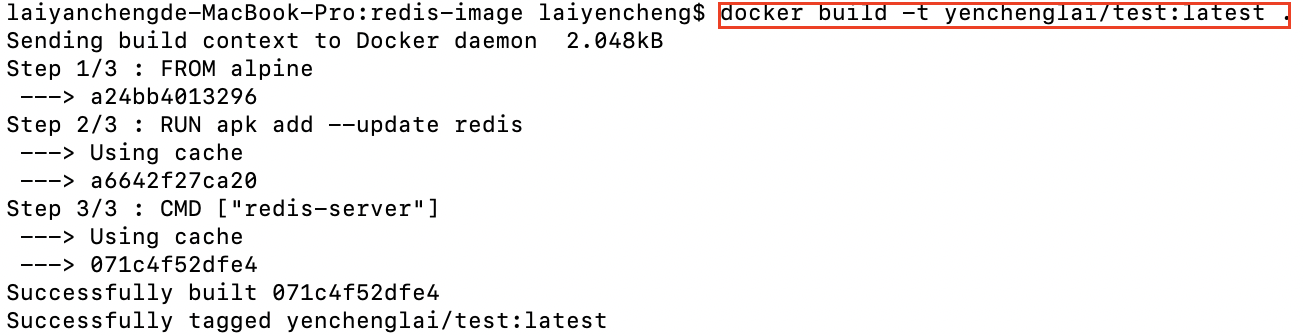 laiyanchengde-MacBook-Pro:redis-image laiyencheng$ docker build -t yenchenglai/test:latest .
Sending build context to Docker daemon  2.048kB
Step 1/3 : FROM alpine
 ---> a24bb4013296
Step 2/3 : RUN apk add --update redis
 ---> Using cache
 ---> a6642f27ca20
Step 3/3 : CMD ["redis-server"]
 ---> Using cache
 ---> 071c4f52dfe4
Successfully built 071c4f52dfe4
Successfully tagged yenchenglai/test:latest